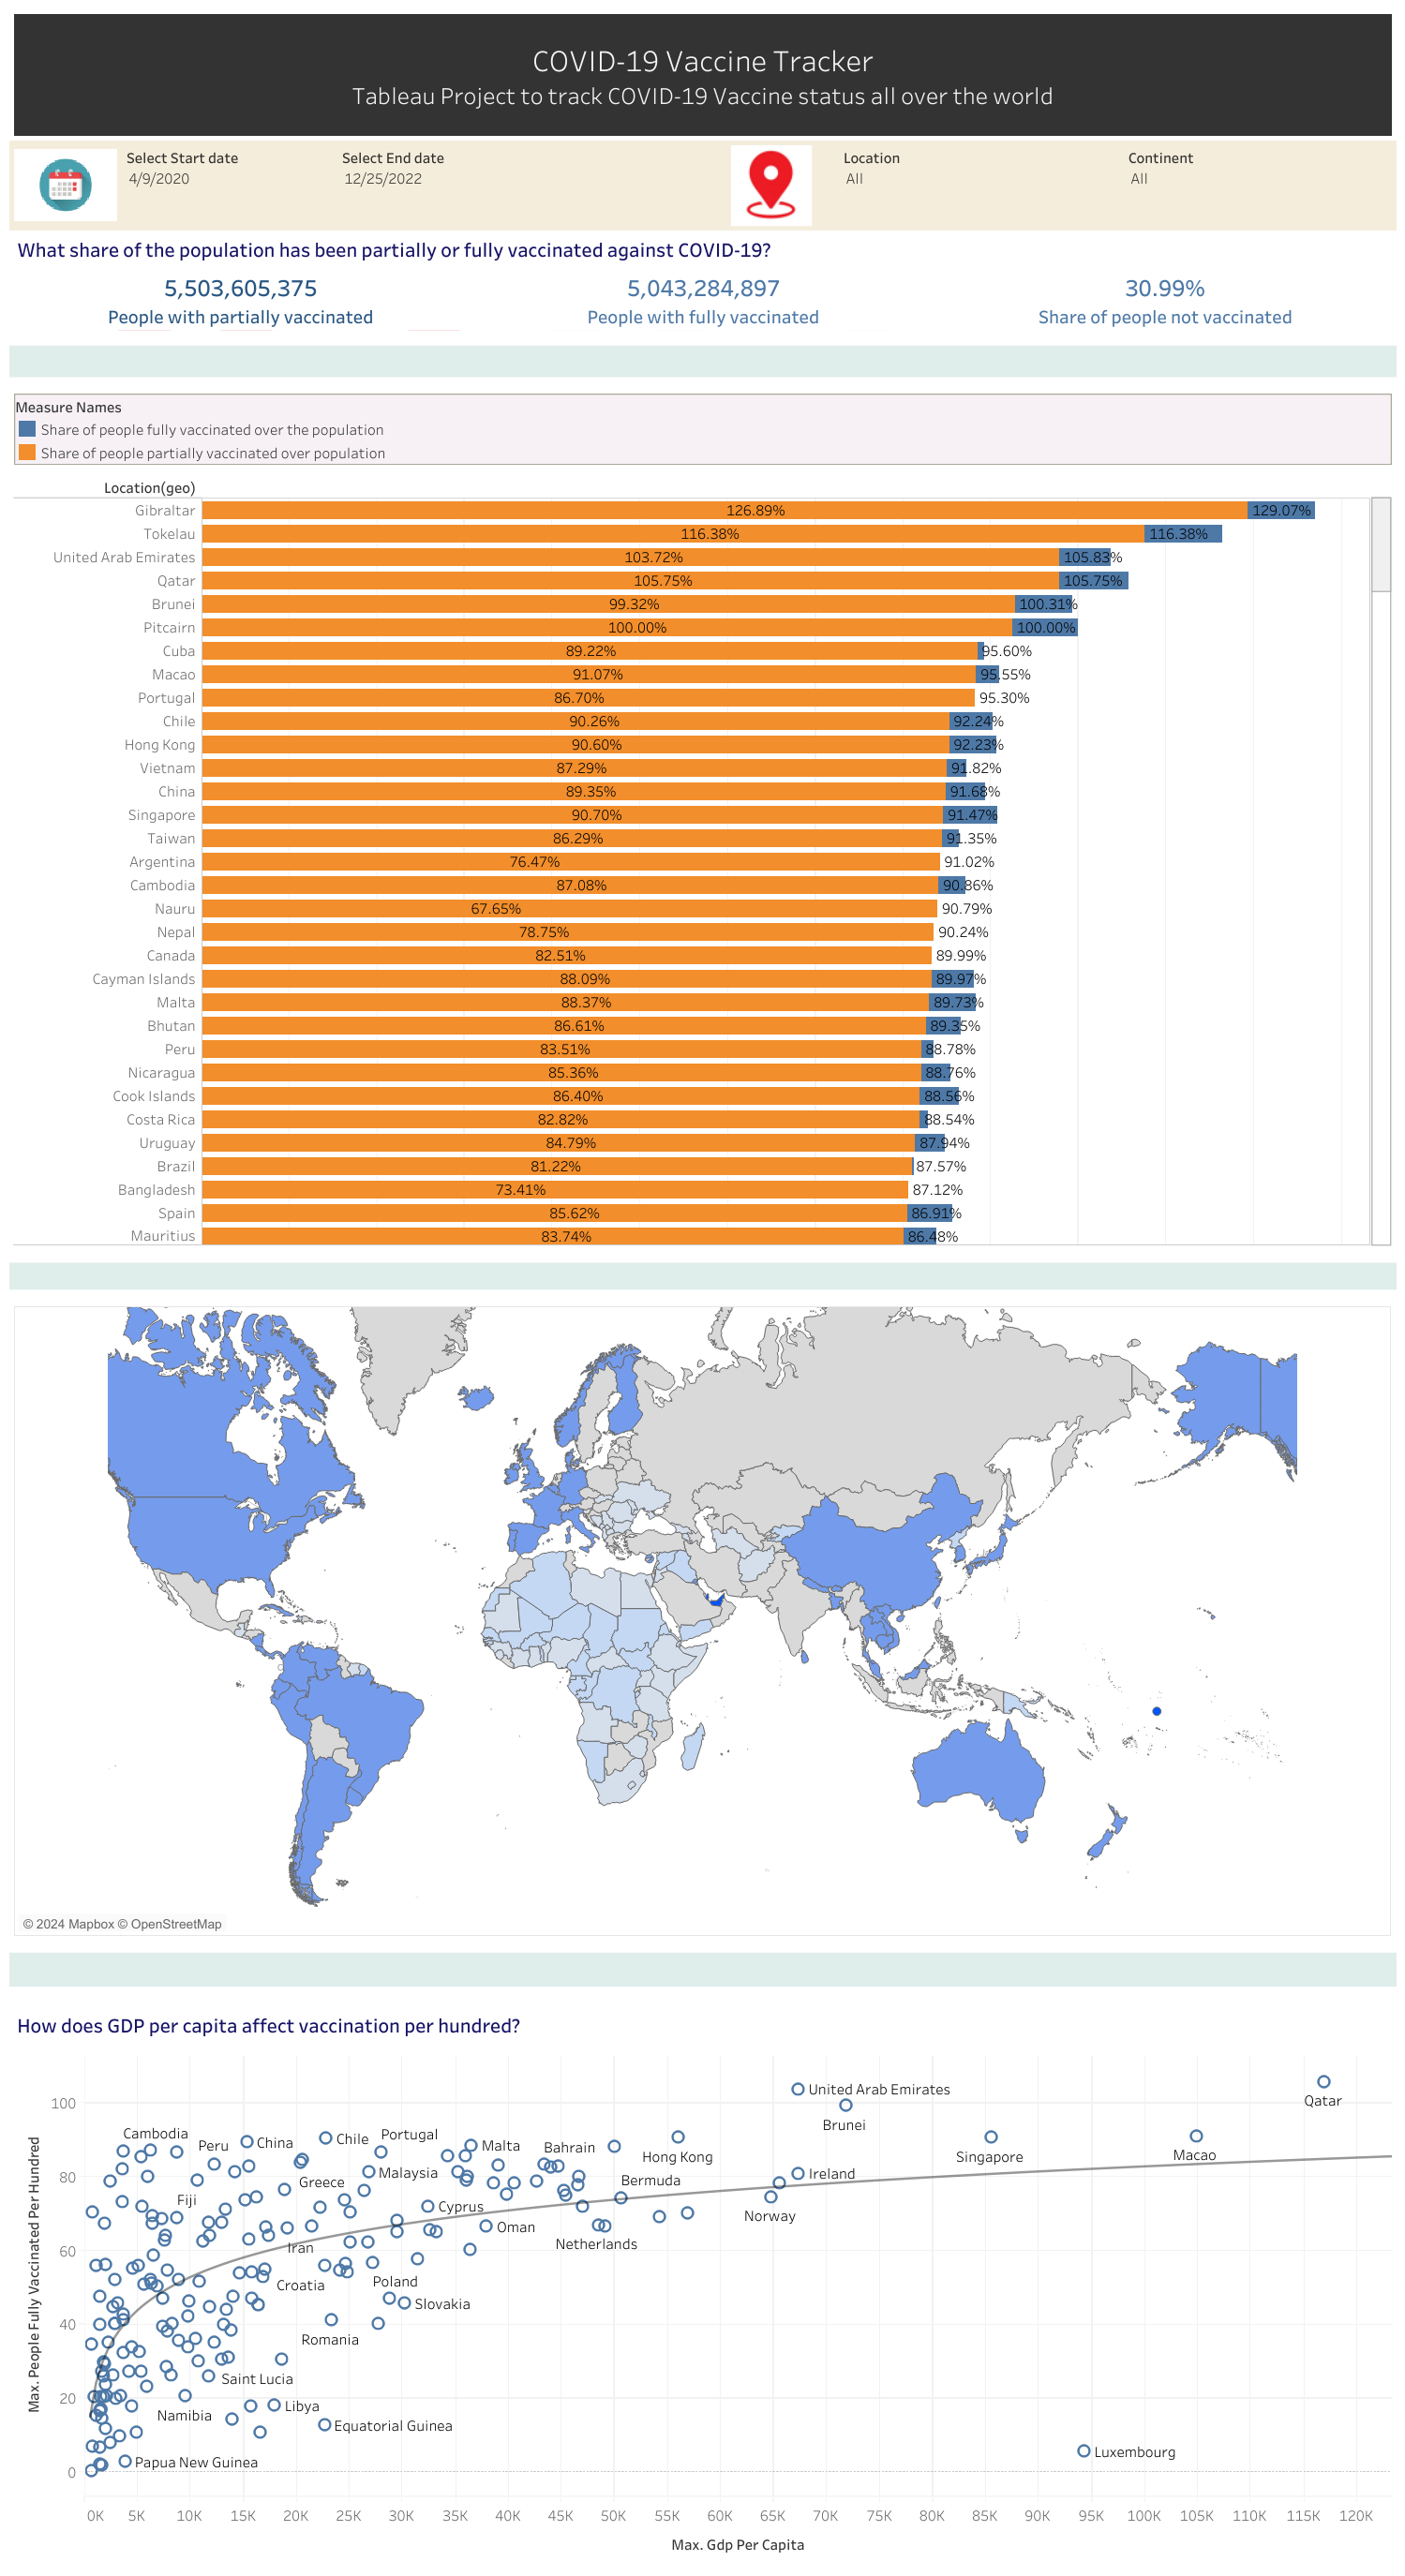 COVID-19 Vaccine Tracker
Tableau Project to track COVID-19 Vaccine status all over the world
Select Start date
4/9/2020
Select End date
12/25/2022
Location
All
Continent
All
What share of the population has been partially or fully vaccinated against COVID-19?
5,503,605,375
People with partially vaccinated
5,043,284,897
People with fully vaccinated
30.99%
Share of people not vaccinated
Measure Names
Share of people fully vaccinated over the population
Share of people partially vaccinated over population
Location(geo)
Gibraltar 126.89% 129.07%
Tokelau 116.38% 116.38%
United Arab Emirates 103.72% 105.83%
Qatar 105.75% 105.75%
Brunei 99.32% 100.31%
Pitcairn 100.00% 100.00%
Cuba 89.22% 95.60%
Macao 91.07% 95.55%
Portugal 86.70% 95.30%
Chile 90.26% 92.24%
Hong Kong 90.60% 92.23%
Vietnam 87.29% 91.82%
China 89.35% 91.68%
Singapore 90.70% 91.47%
Taiwan 86.29% 91.35%
Argentina 76.47% 91.02%
Cambodia 87.08% 90.86%
Nauru 67.65% 90.79%
Nepal 78.75% 90.24%
Canada 82.51% 89.99%
Cayman Islands 88.09% 89.97%
Malta 88.37% 89.73%
Bhutan 86.61% 89.35%
Peru 83.51% 88.78%
Nicaragua 85.36% 88.76%
Cook Islands 86.40% 88.56%
Costa Rica 82.82% 88.54%
Uruguay 84.79% 87.94%
Brazil 81.22% 87.57%
Bangladesh 73.41% 87.12%
Spain 85.62% 86.91%
Mauritius 83.74% 86.48%
© 2024 Mapbox © OpenStreetMap
How does GDP per capita affect vaccination per hundred?
Max. People Fully Vaccinated Per Hundred
100
80
60
40
20
0
United Arab Emirates
Qatar
Brunei
Cambodia
Peru
China
Chile
Portugal
Malta
Bahrain
Hong Kong
Singapore
Macao
Greece
Malaysia
Bermuda
Ireland
Fiji
Cyprus
Norway
Oman
Iran
Netherlands
Croatia
Poland
Slovakia
Romania
Saint Lucia
Namibia
Libya
Equatorial Guinea
Luxembourg
Papua New Guinea
0K 5K 10K 15K 20K 25K 30K 35K 40K 45K 50K 55K 60K 65K 70K 75K 80K 85K 90K 95K 100K 105K 110K 115K 120K
Max. Gdp Per Capita